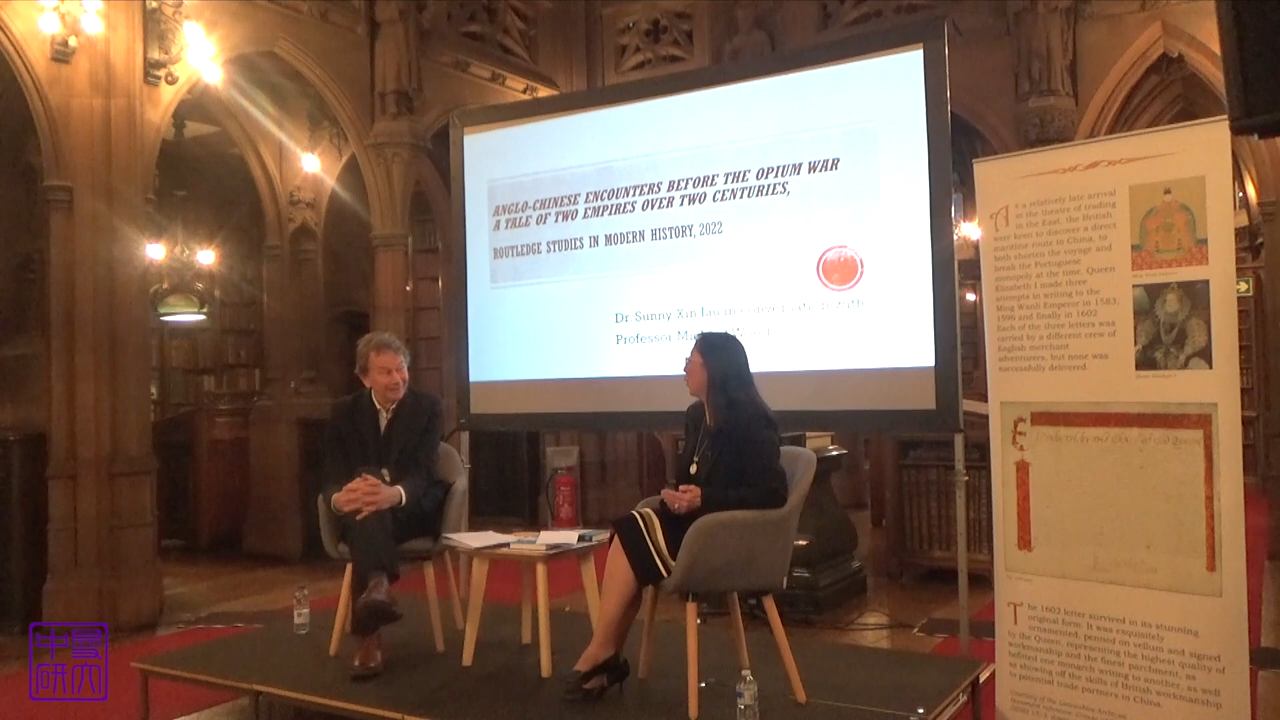 ANGLO-CHINESE ENCOUNTERS BEFORE THE OPIUM WAR
A TALE OF TWO EMPIRES OVER TWO CENTURIES,
ROUTLEDGE STUDIES IN MODERN HISTORY, 2022
Dr. Sunny Xin
Professor
As a relatively late arrival
in the theatre of trading
in the East, the British
were keen to discover a direct
maritime route to China, to
both shorten the voyage and
break the Portuguese
monopoly at the time. Queen
Elizabeth I made three
attempts in writing to the
Ming Wanli Emperor in 1583,
1596 and finally in 1602
Each of the three letters was
carried by a different crew of
English merchant
adventurers, but none was
successfully delivered.
The 1602 letter survived in its stunning
original form. It was exquisitely
ornamented, penned on vellum and signed
by the Queen, representing the highest quality of
workmanship and the finest parchment, as
befitted one monarch writing to another, as well
as showing off the skills of British workmanship
to potential trade partners in China.
中
研